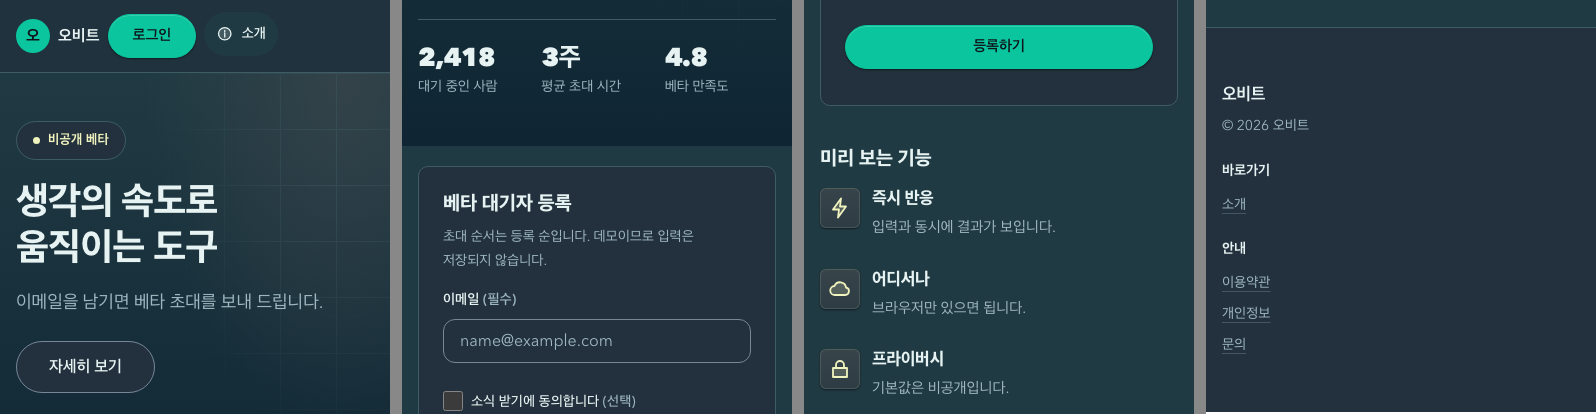 오 오비트 로그인 소개
비공개 베타
생각의 속도로
움직이는 도구
이메일을 남기면 베타 초대를 보내 드립니다.
자세히 보기
2,418 3주 4.8
대기 중인 사람 평균 초대 시간 베타 만족도
베타 대기자 등록
초대 순서는 등록 순입니다. 데모이므로 입력은
저장되지 않습니다.
이메일 (필수)
name@example.com
소식 받기에 동의합니다 (선택)
등록하기
미리 보는 기능
즉시 반응
입력과 동시에 결과가 보입니다.
어디서나
브라우저만 있으면 됩니다.
프라이버시
기본값은 비공개입니다.
오비트
© 2026 오비트
바로가기
소개
안내
이용약관
개인정보
문의